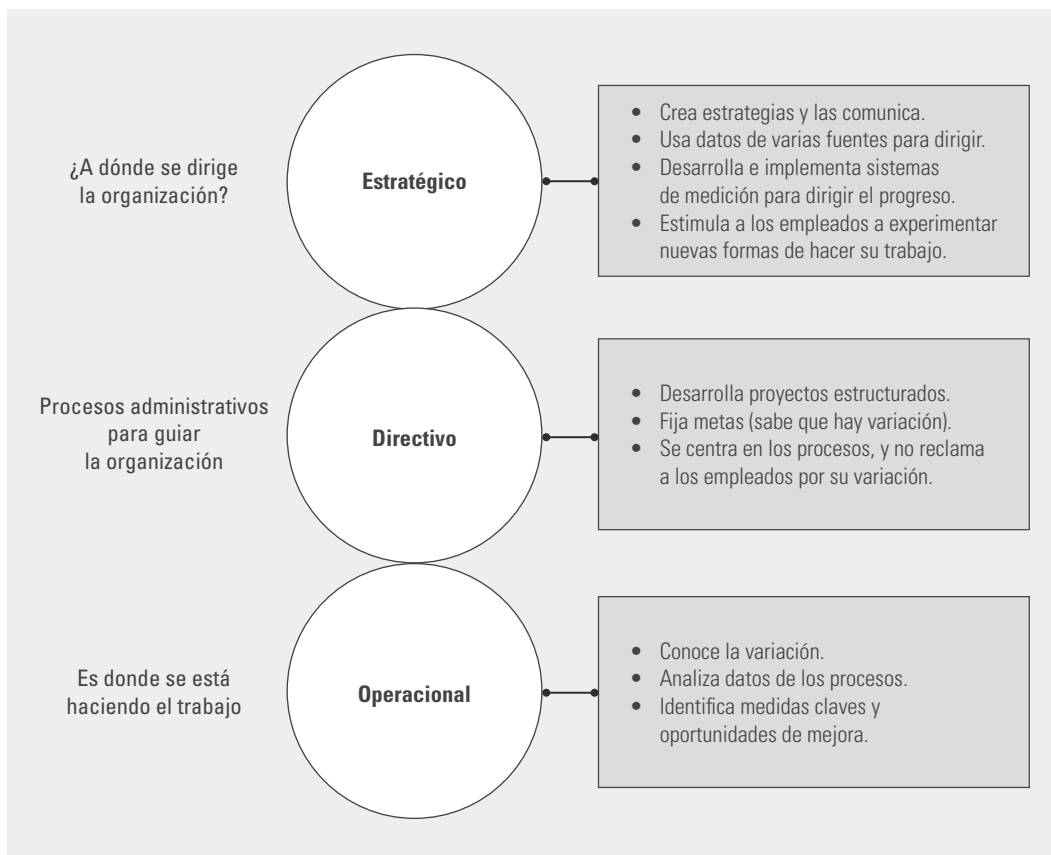 ¿A dónde se dirige
la organización?
Estratégico
• Crea estrategias y las comunica.
• Usa datos de varias fuentes para dirigir.
• Desarrolla e implementa sistemas
de medición para dirigir el progreso.
• Estimula a los empleados a experimentar
nuevas formas de hacer su trabajo.
Procesos administrativos
para guiar
la organización
Directivo
• Desarrolla proyectos estructurados.
• Fija metas (sabe que hay variación).
• Se centra en los procesos, y no reclama
a los empleados por su variación.
Es donde se está
haciendo el trabajo
Operacional
• Conoce la variación.
• Analiza datos de los procesos.
• Identifica medidas claves y
oportunidades de mejora.